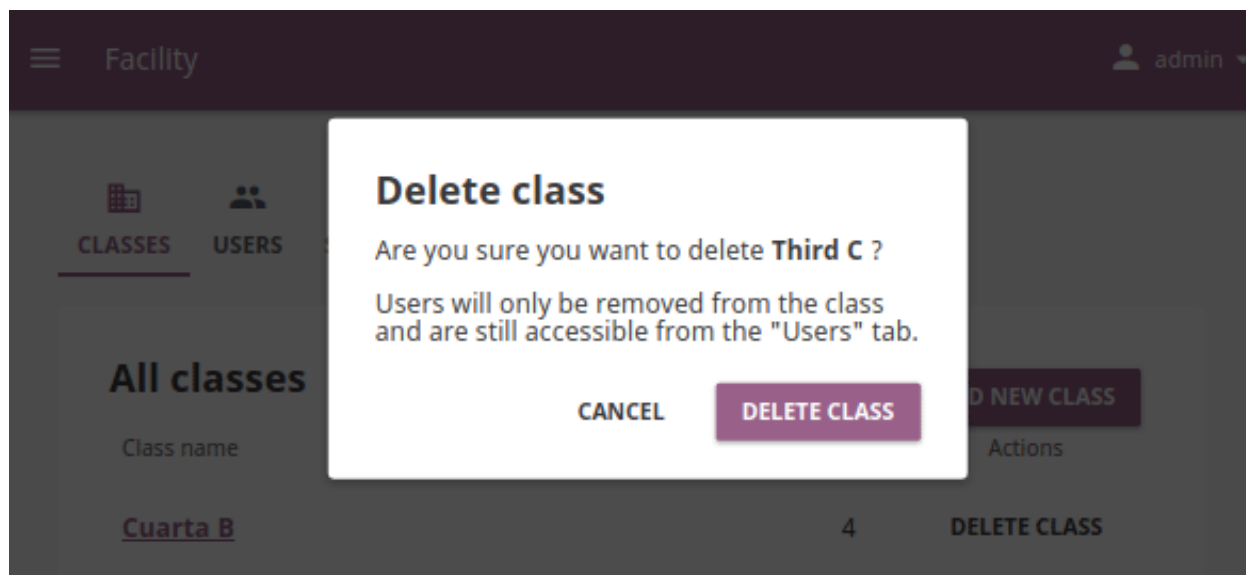 Facility
admin
CLASSES
USERS
Delete class
Are you sure you want to delete Third C ?
Users will only be removed from the class
and are still accessible from the "Users" tab.
CANCEL
DELETE CLASS
All classes
NEW CLASS
Class name
Actions
Cuarta B
4
DELETE CLASS